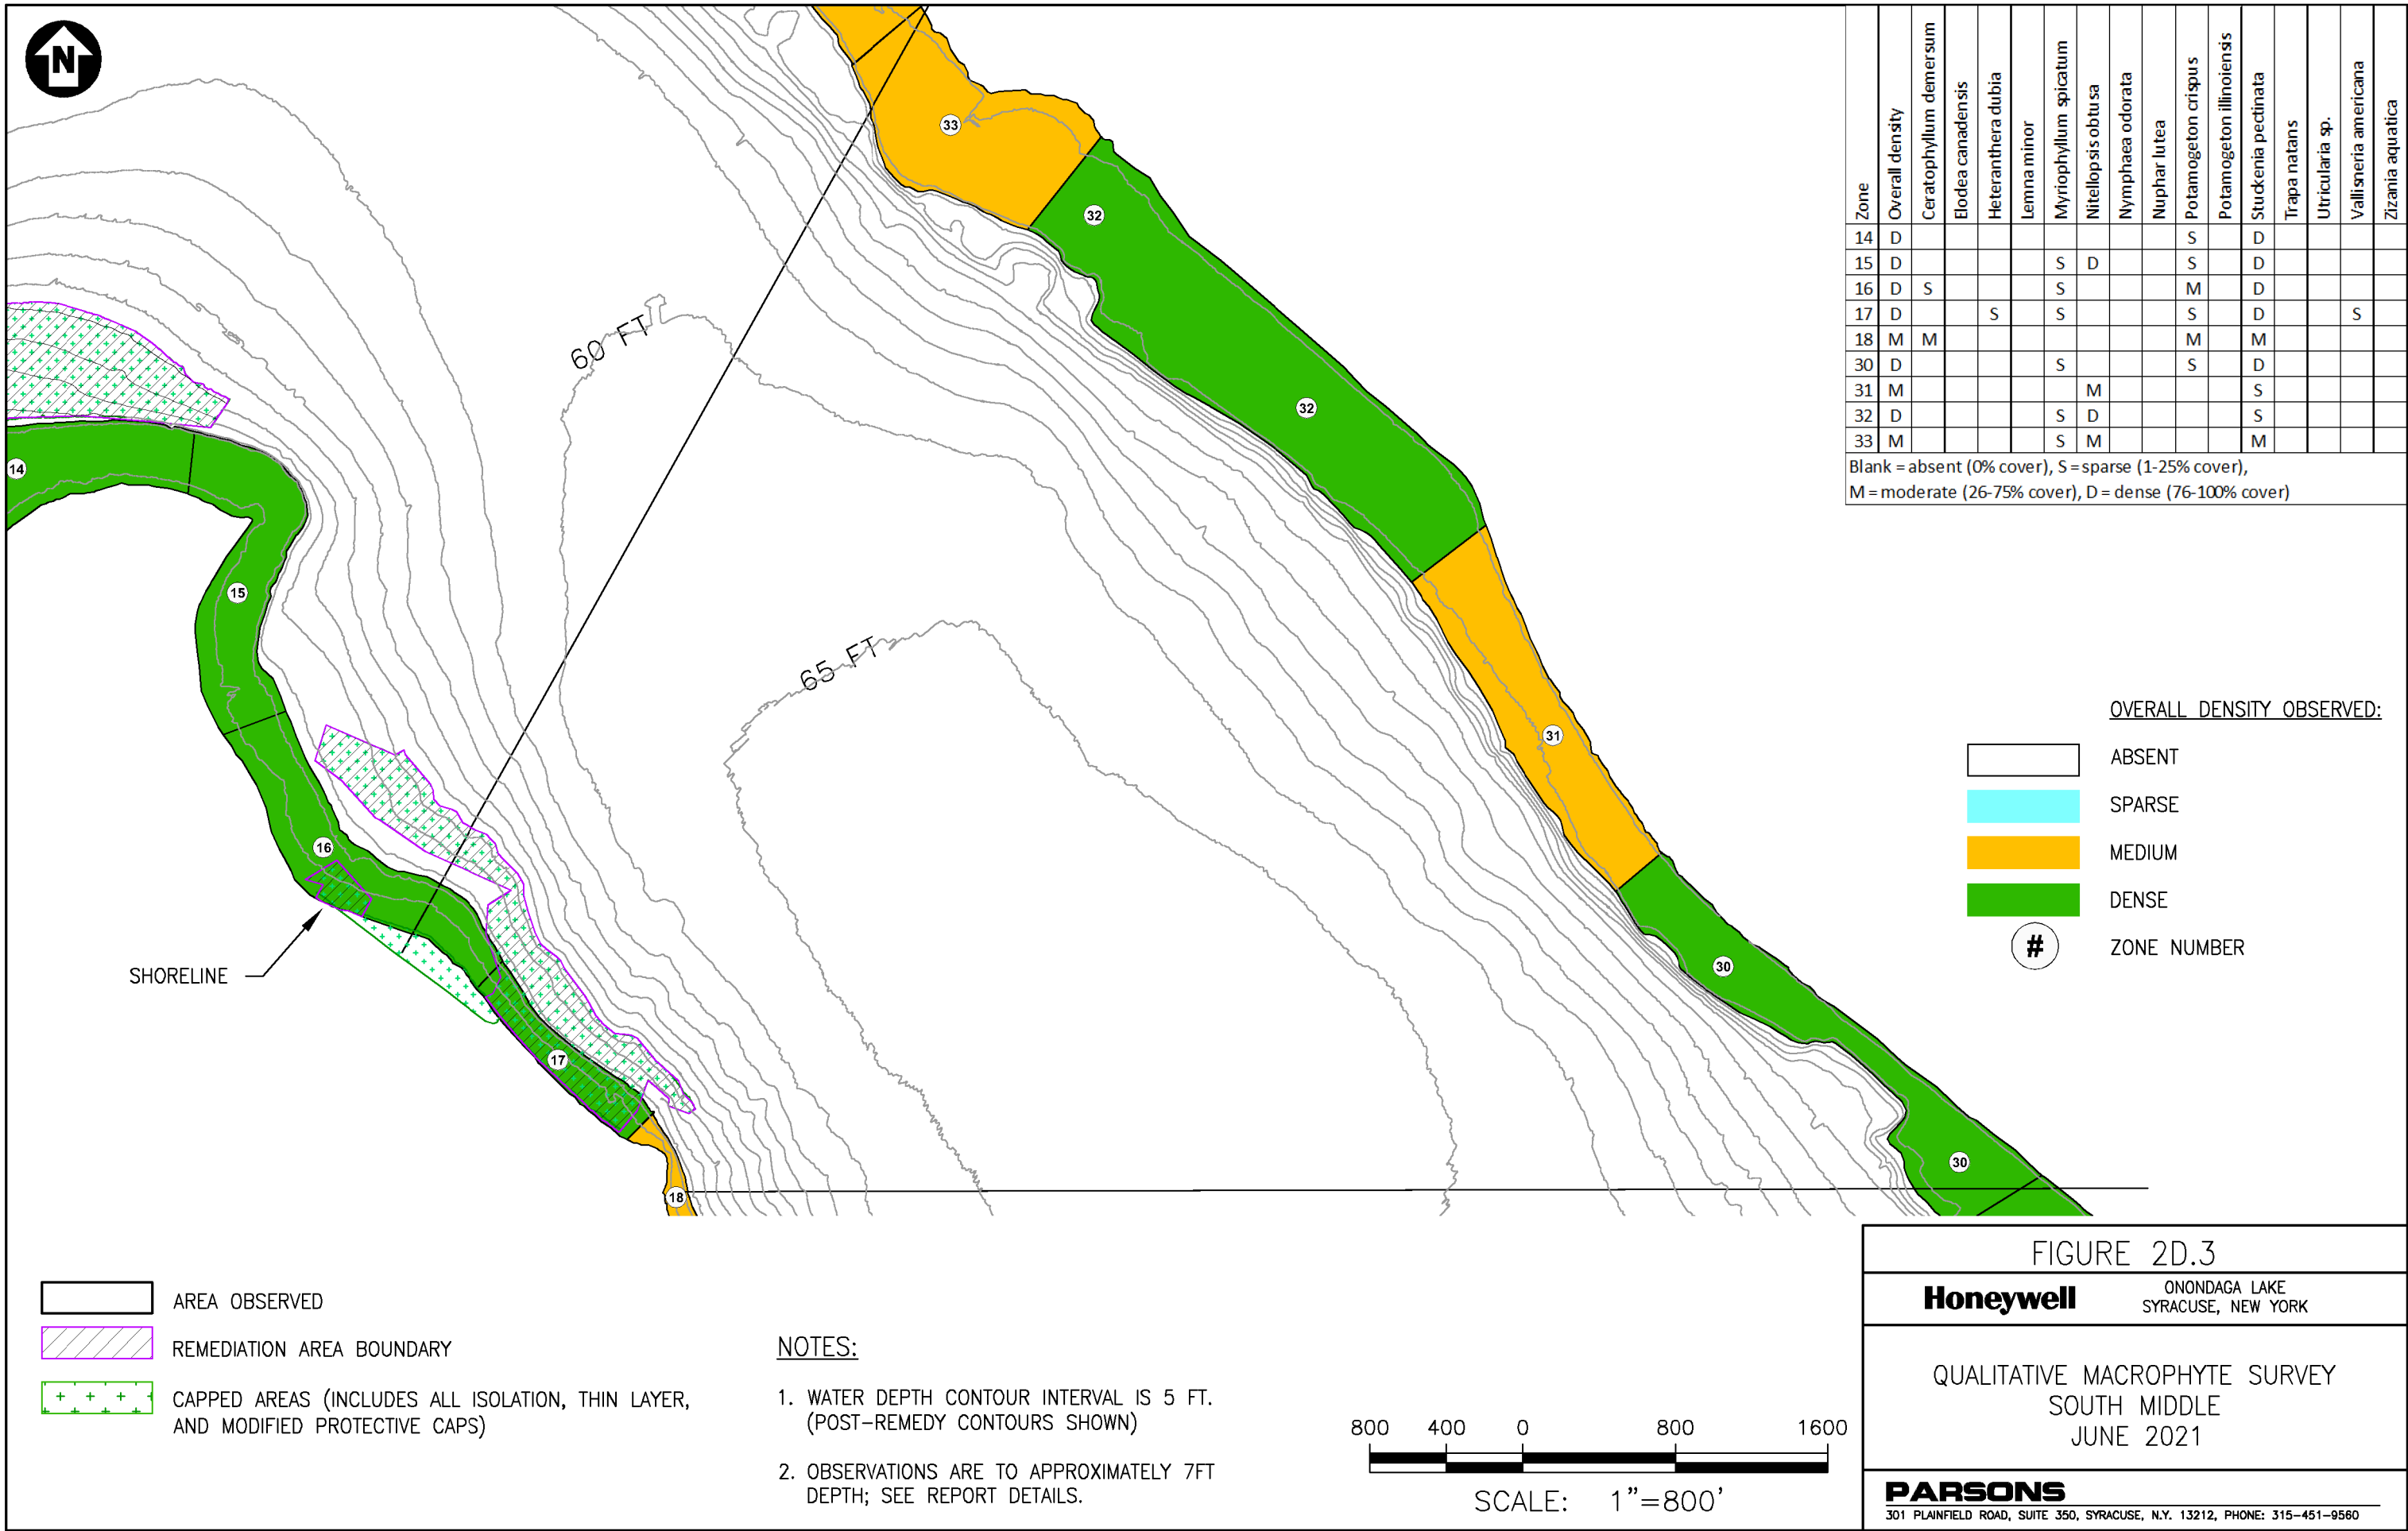 N
Zone Overall density Ceratophyllum demersum Elodea canadensis Heteranthera dubia Lemna minor Myriophyllum spicatum Nitellopsis obtusa Nymphaea odorata Nuphar lutea Potamogeton crispus Potamogeton illinoiensis Stuckenia pectinata Trapa natans Utricularia sp. Vallisneria americana Zizania aquatica
14 D S D
15 D S D S D
16 D S S M D
17 D S S S D S
18 M M M M
30 D S S D
31 M M S
32 D S D S
33 M S M M
Blank = absent (0% cover), S = sparse (1-25% cover),
M = moderate (26-75% cover), D = dense (76-100% cover)
33
32
60 FT
32
14
15
65 FT
31
16
SHORELINE
30
17
30
18
OVERALL DENSITY OBSERVED:
ABSENT
SPARSE
MEDIUM
DENSE
# ZONE NUMBER
AREA OBSERVED
REMEDIATION AREA BOUNDARY
CAPPED AREAS (INCLUDES ALL ISOLATION, THIN LAYER,
AND MODIFIED PROTECTIVE CAPS)
NOTES:
1. WATER DEPTH CONTOUR INTERVAL IS 5 FT.
(POST-REMEDY CONTOURS SHOWN)
2. OBSERVATIONS ARE TO APPROXIMATELY 7FT
DEPTH; SEE REPORT DETAILS.
800 400 0 800 1600
SCALE: 1"=800'
FIGURE 2D.3
Honeywell
ONONDAGA LAKE
SYRACUSE, NEW YORK
QUALITATIVE MACROPHYTE SURVEY
SOUTH MIDDLE
JUNE 2021
PARSONS
301 PLAINFIELD ROAD, SUITE 350, SYRACUSE, N.Y. 13212, PHONE: 315-451-9560